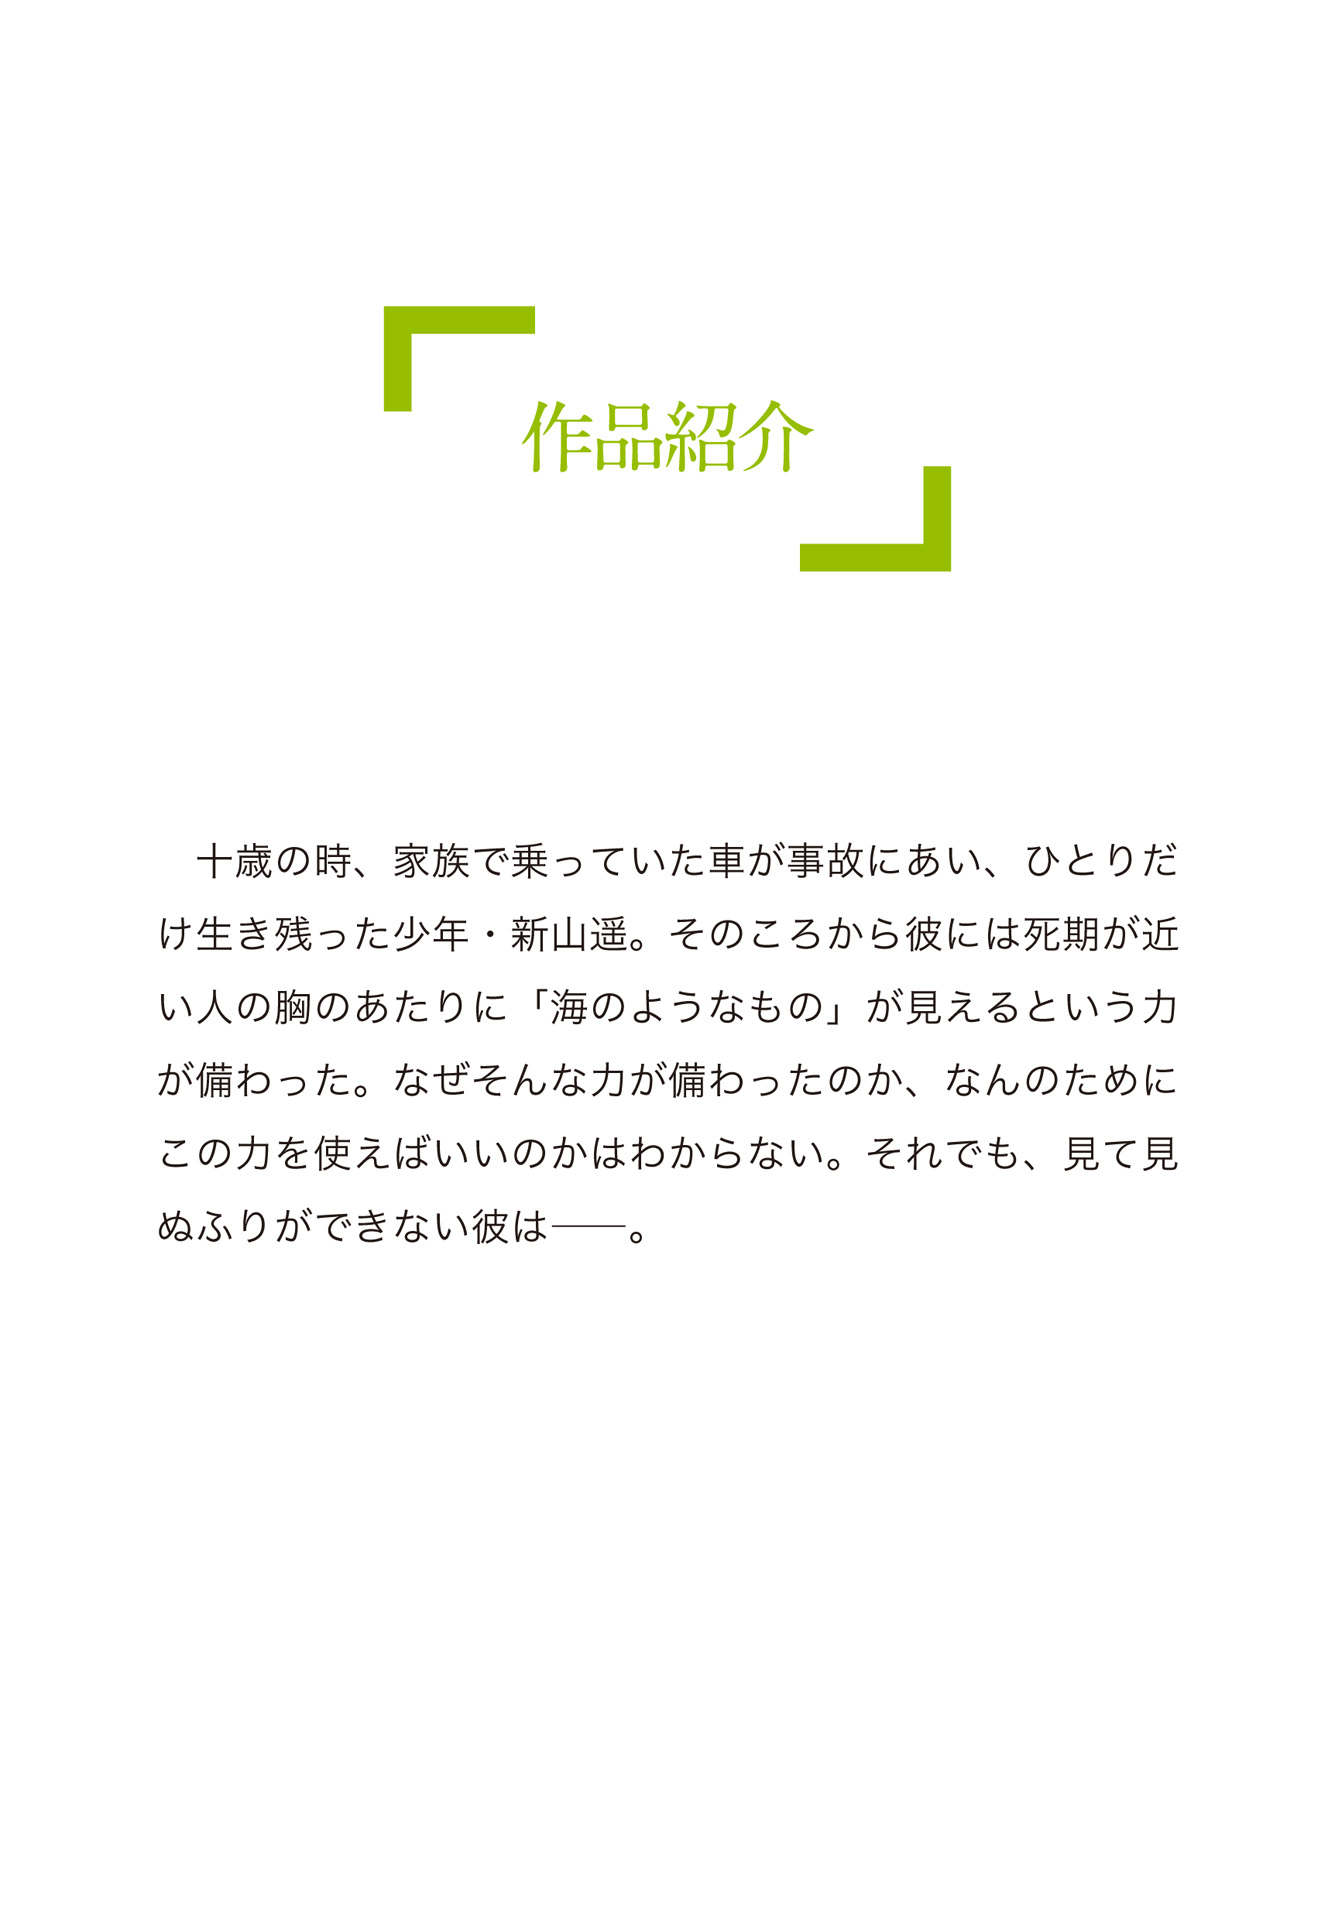 作品紹介
　十歳の時、家族で乗っていた車が事故にあい、ひとりだ
け生き残った少年・新山遥。そのころから彼には死期が近
い人の胸のあたりに「海のようなもの」が見えるという力
が備わった。なぜそんな力が備わったのか、なんのために
この力を使えばいいのかはわからない。それでも、見て見
ぬふりができない彼は――。